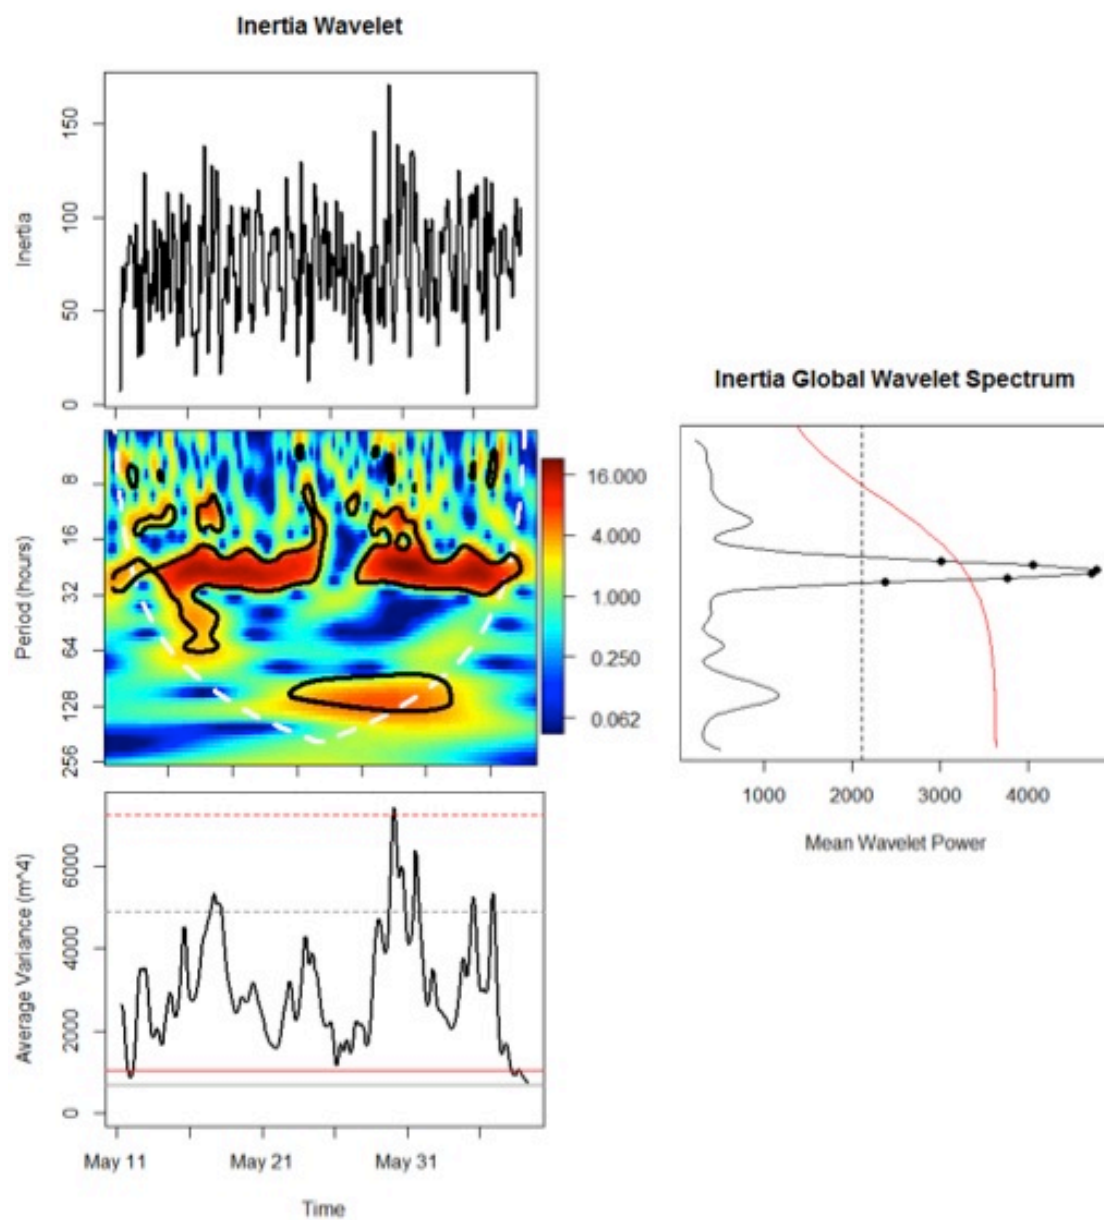 Inertia Wavelet
Inertia
150
100
50
0
Period (hours)
8
16
32
64
128
256
16.000
4.000
1.000
0.250
0.062
Average Variance (m^4)
6000
4000
2000
0
May 11
May 21
May 31
Time
Inertia Global Wavelet Spectrum
1000
2000
3000
4000
Mean Wavelet Power